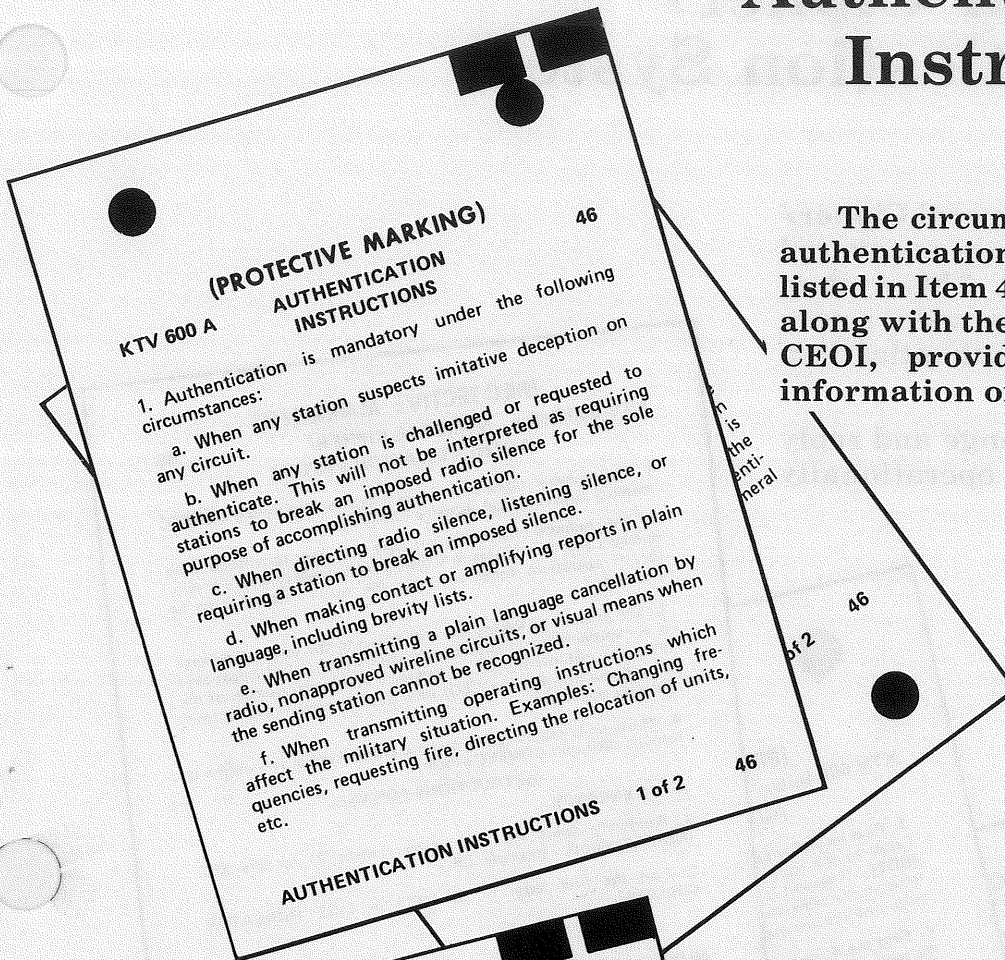 Instr
The circum
authentication
listed in Item 4
along with the
CEOI, provid
information o
(PROTECTIVE MARKING)
46
KTV 600 A
AUTHENTICATION
INSTRUCTIONS
1. Authentication is mandatory under the following
circumstances:
a. When any station suspects imitative deception on
any circuit.
b. When any station is challenged or requested to
authenticate. This will not be interpreted as requiring
stations to break an imposed radio silence for the sole
purpose of accomplishing authentication.
c. When directing radio silence, listening silence, or
requiring a station to break an imposed silence.
d. When making contact or amplifying reports in plain
language, including brevity lists.
e. When transmitting a plain language cancellation by
radio, nonapproved wireline circuits, or visual means when
the sending station cannot be recognized.
f. When transmitting operating instructions which
affect the military situation. Examples: Changing fre-
quencies, requesting fire, directing the relocation of units,
etc.
46
AUTHENTICATION INSTRUCTIONS 1 of 2
n
is
the
enti-
neral
of 2
46